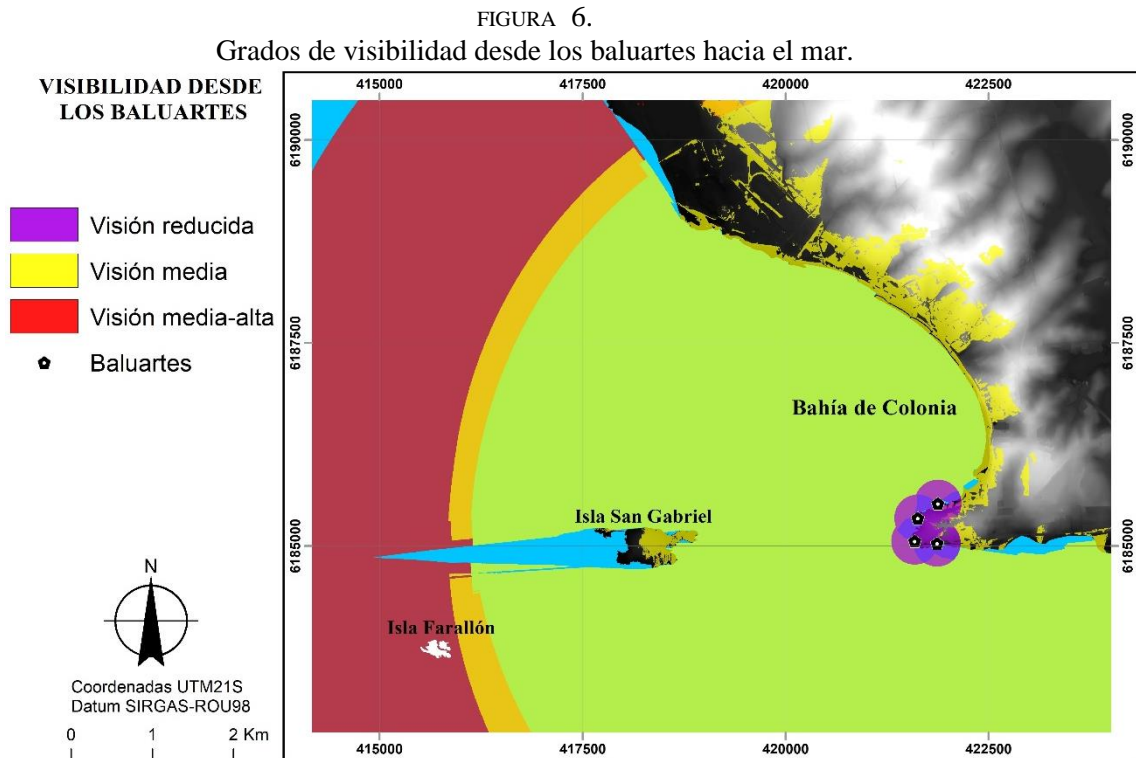 FIGURA 6.
Grados de visibilidad desde los baluartes hacia el mar.
VISIBILIDAD DESDE
LOS BALUARTES
Visión reducida
Visión media
Visión media-alta
Baluartes
N
Coordenadas UTM21S
Datum SIRGAS-ROU98
0 1 2 Km
415000 417500 420000 422500
6190000 6190000
6187500 6187500
Bahía de Colonia
Isla San Gabriel
6185000 6185000
Isla Farallón
415000 417500 420000 422500